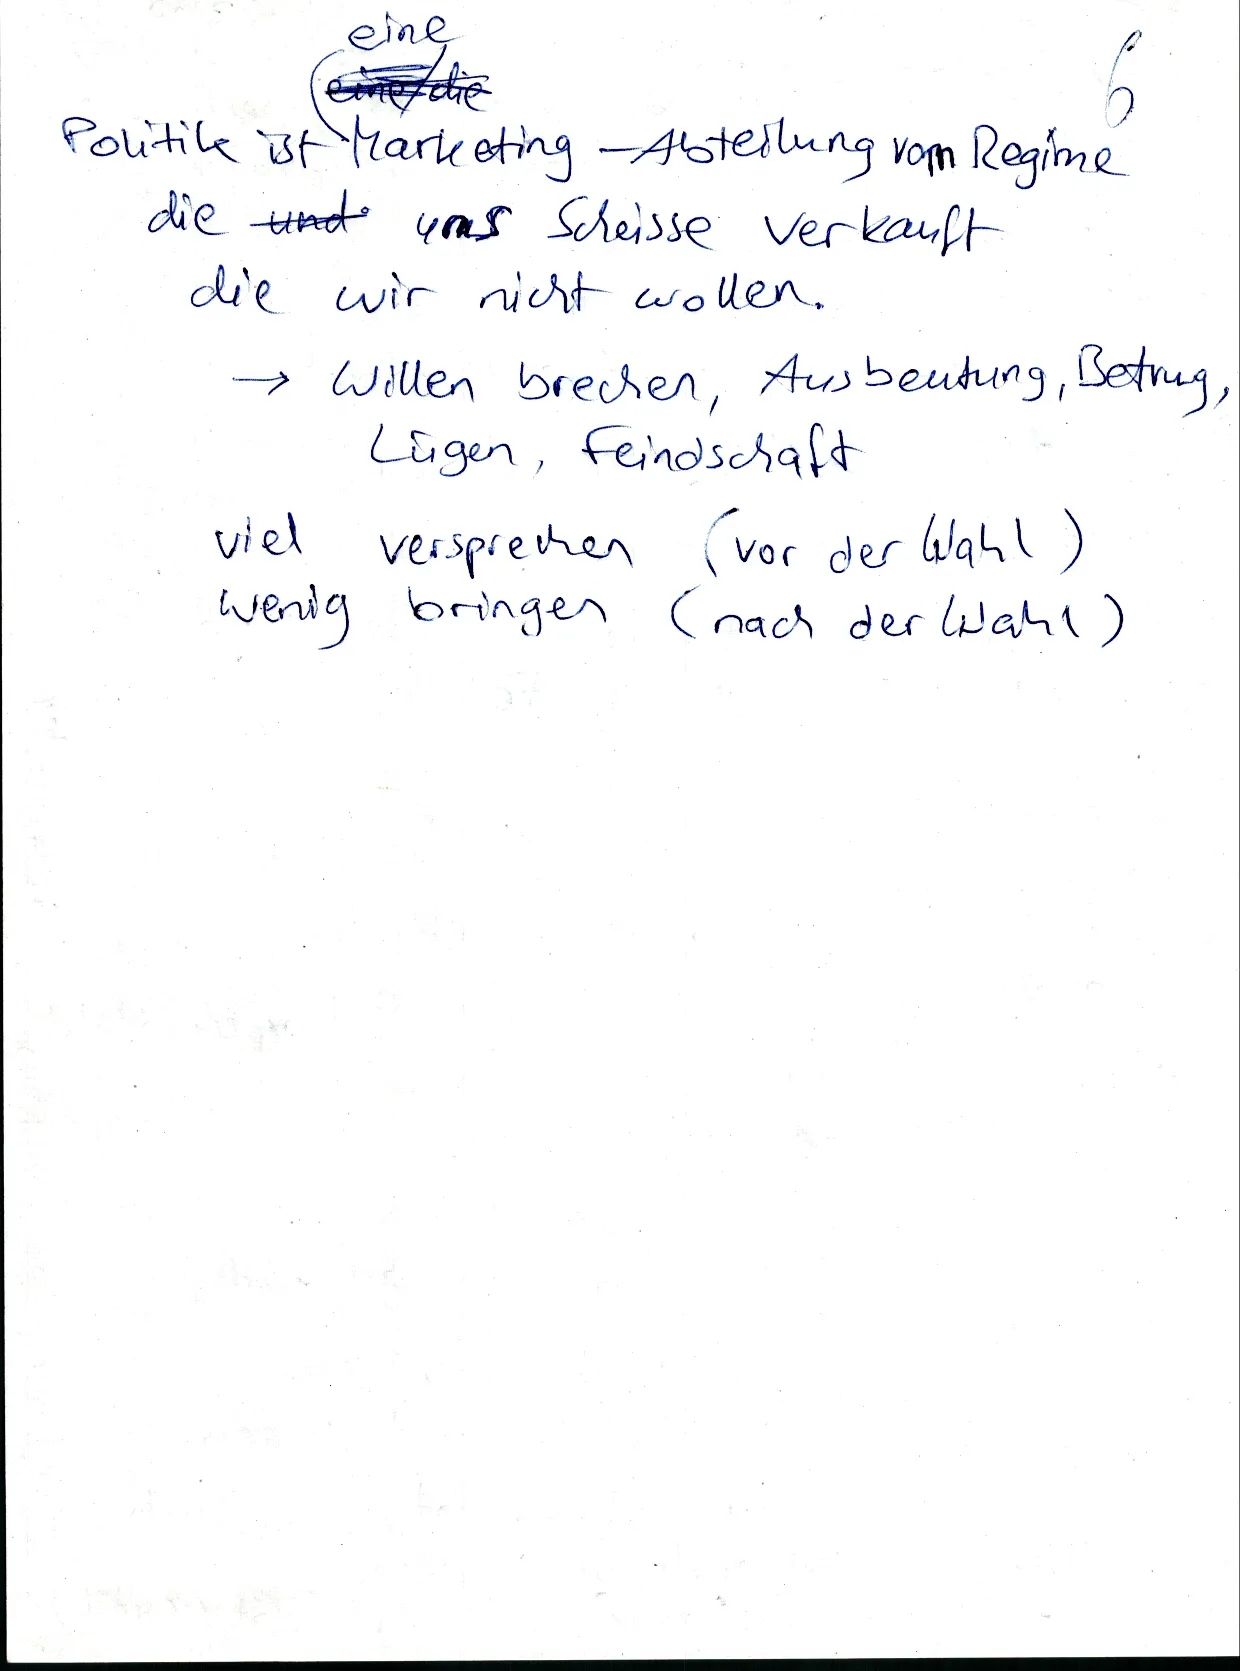 eine
eine/die
6
Politik ist Marketing-Abteilung vom Regime
die und uns Scheisse verkauft
die wir nicht wollen.
→ Willen brechen, Ausbeutung, Betrug,
Lügen, Feindschaft
viel versprechen (vor der Wahl)
wenig bringen (nach der Wahl)